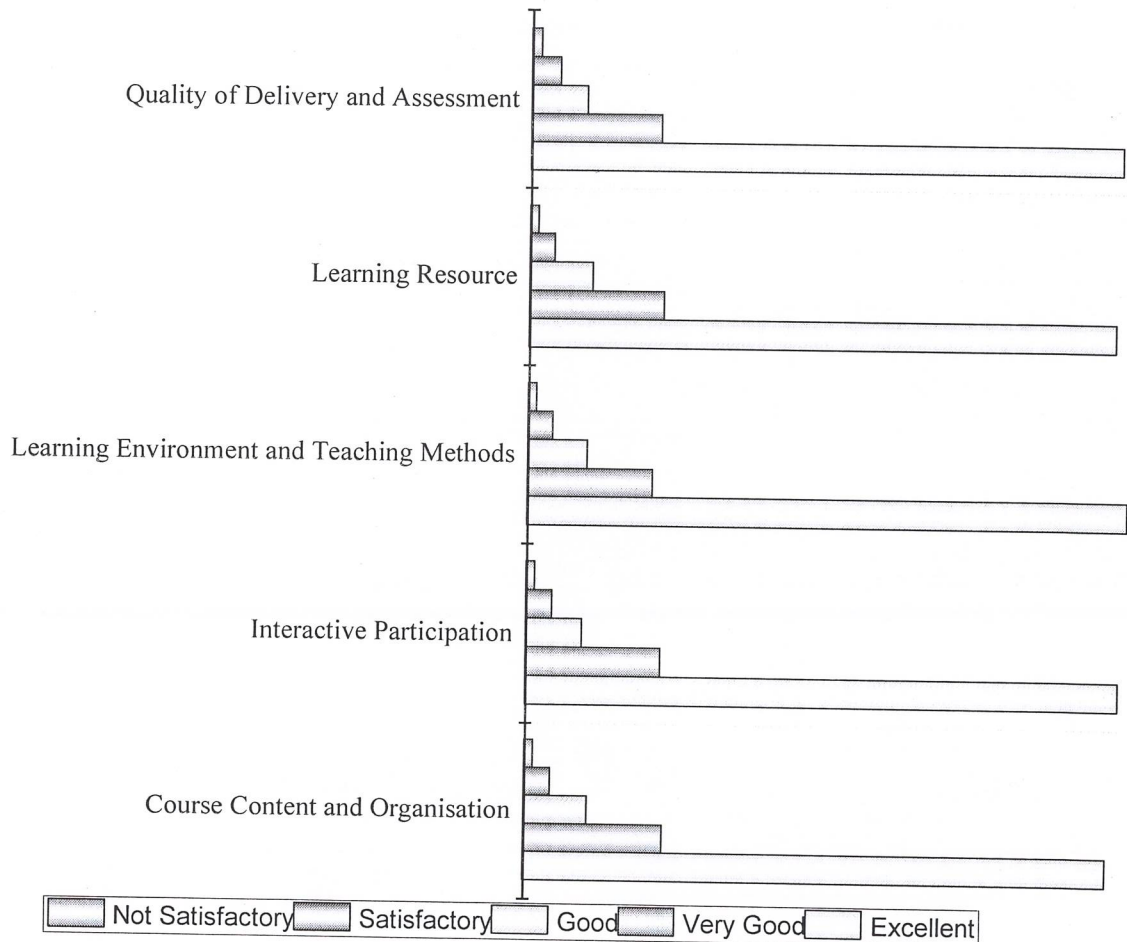 Quality of Delivery and Assessment
Learning Resource
Learning Environment and Teaching Methods
Interactive Participation
Course Content and Organisation
Not Satisfactory Satisfactory Good Very Good Excellent